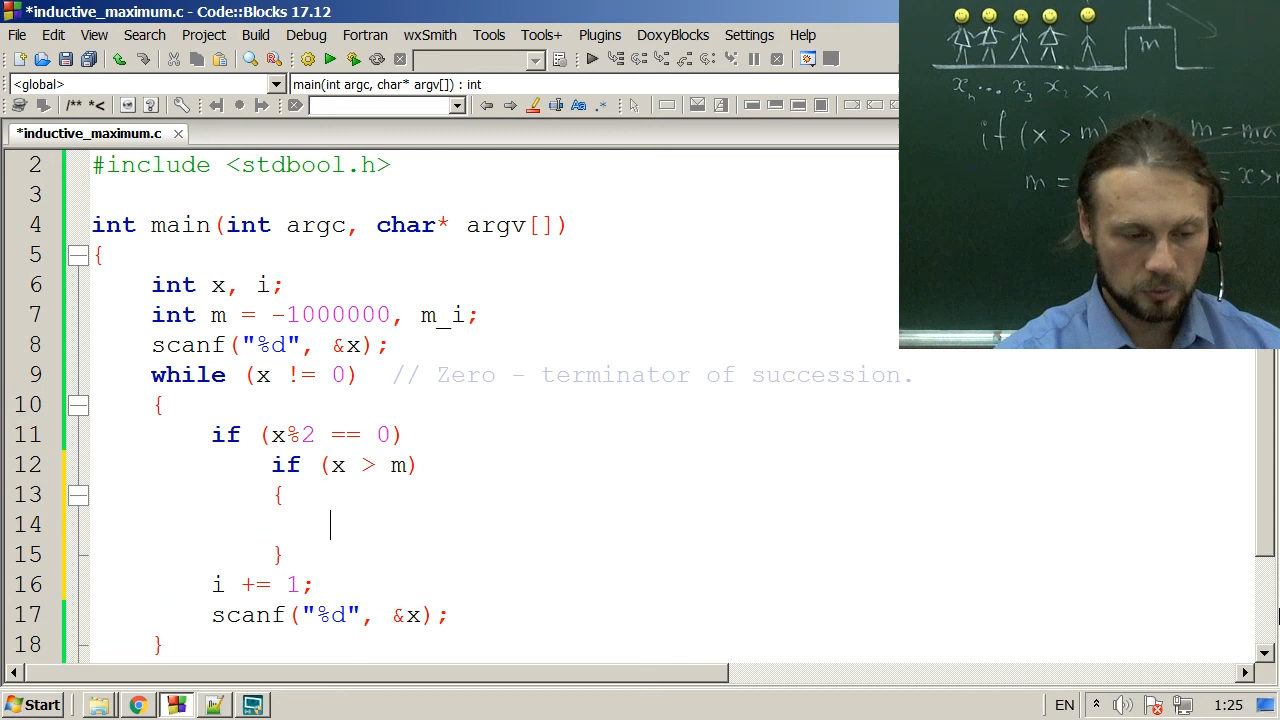 *inductive_maximum.c - Code::Blocks 17.12
File Edit View Search Project Build Debug Fortran wxSmith Tools Tools+ Plugins DoxyBlocks Settings Help
<global> main(int argc, char* argv[]) : int
/** *<
.*
*inductive_maximum.c
2 #include <stdbool.h>
3
4 int main(int argc, char* argv[])
5 {
6 int x, i;
7 int m = -1000000, m_i;
8 scanf("%d", &x);
9 while (x != 0) // Zero - terminator of succession.
10 {
11 if (x%2 == 0)
12 if (x > m)
13 {
14
15 }
16 i += 1;
17 scanf("%d", &x);
18 }
m
xn ... x3 x2 x1
if (x > m)
m = ma
m =
= x >
Start EN 1:25